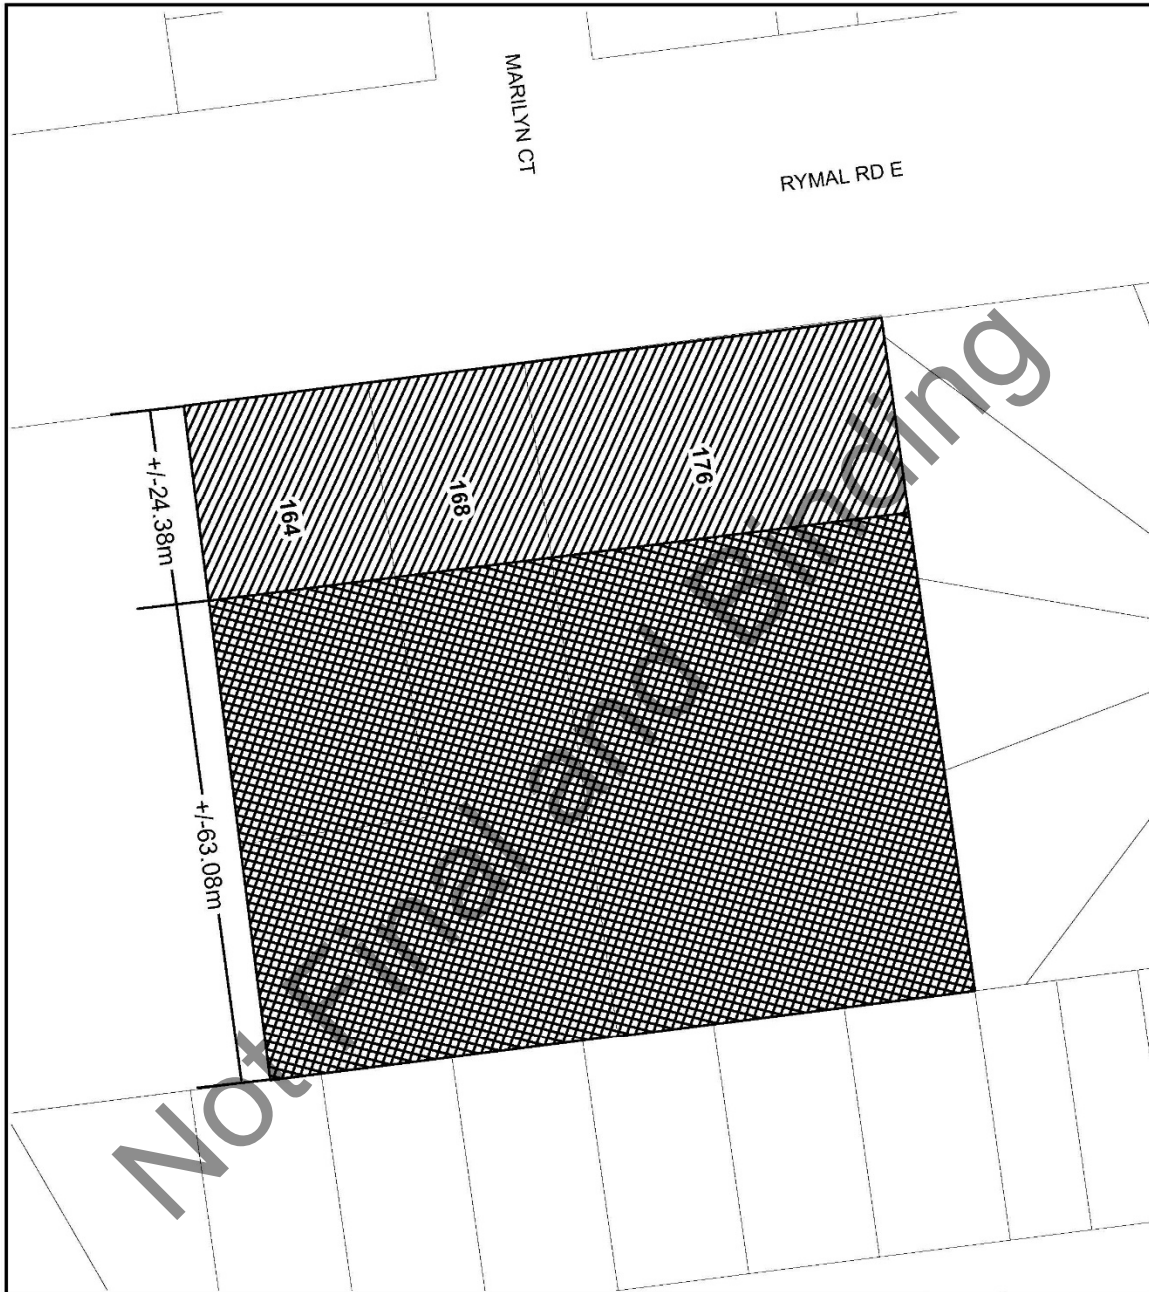 MARILYN CT
RYMAL RD E
+/-24.38m
164
168
176
+/-63.08m
Not Final and Binding